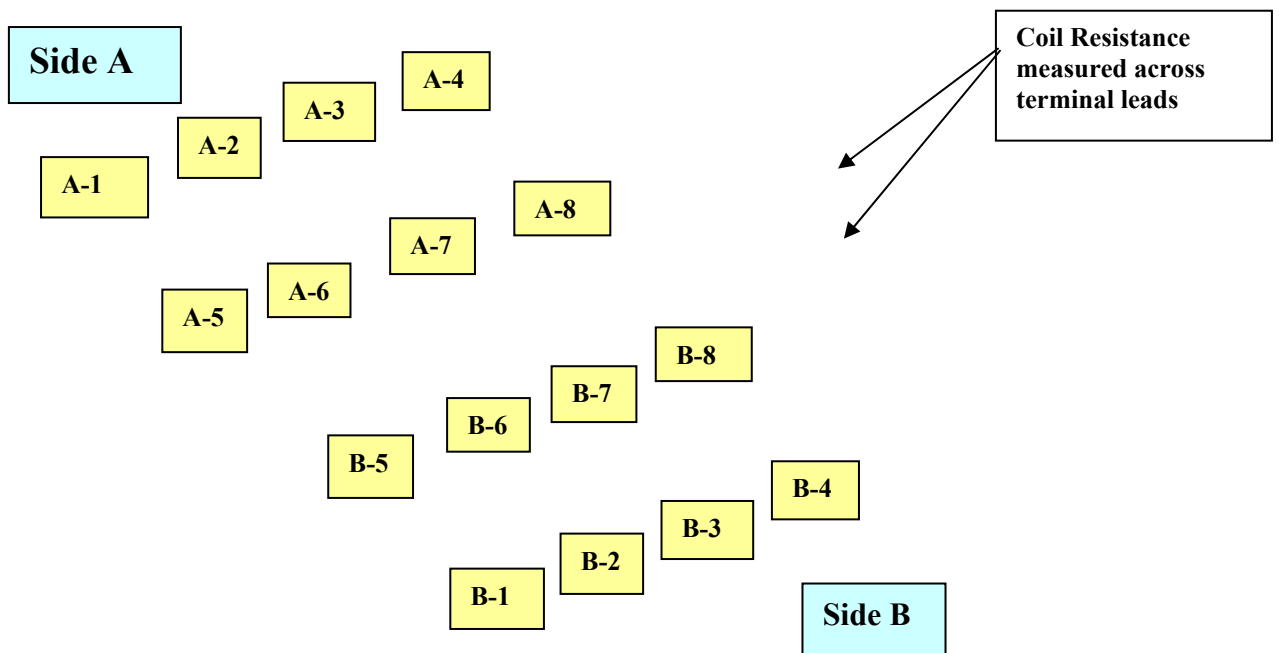 Side A
A-1
A-2
A-3
A-4
Coil Resistance
measured across
terminal leads
A-5
A-6
A-7
A-8
B-5
B-6
B-7
B-8
B-1
B-2
B-3
B-4
Side B